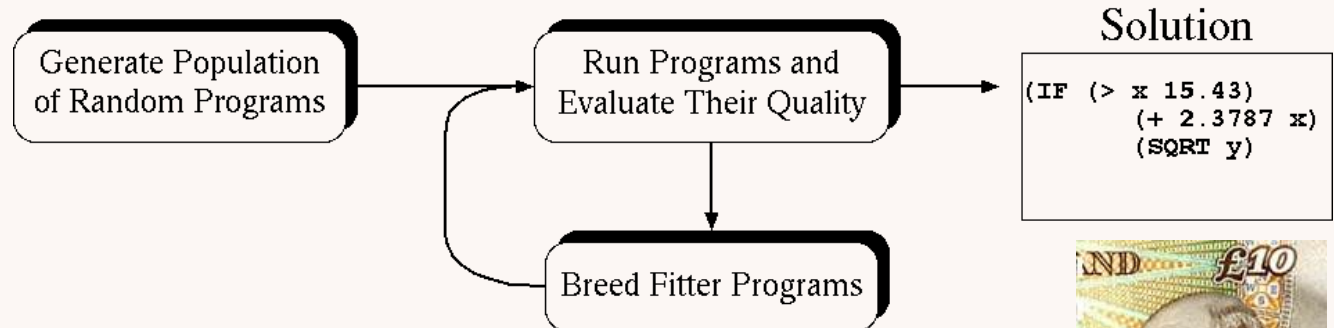 Generate Population
of Random Programs
Run Programs and
Evaluate Their Quality
Breed Fitter Programs
Solution
(IF (> x 15.43)
(+ 2.3787 x)
(SQRT y)
AND £10